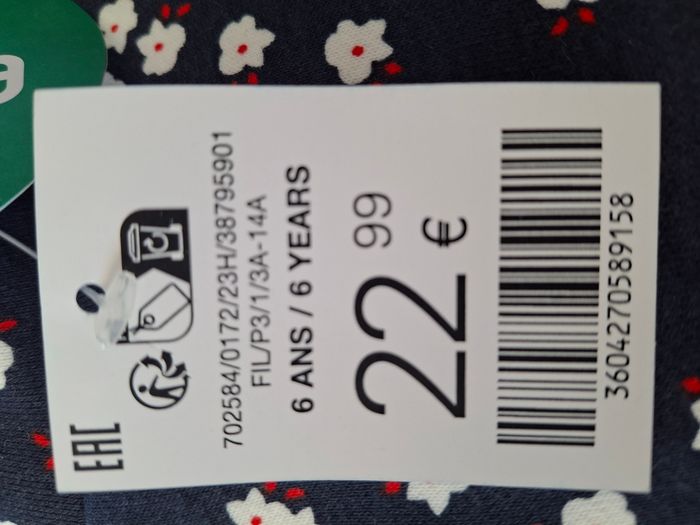 EAC
702584/0172/23H/38795901
FIL/P3/1/3A-14A
6 ANS / 6 YEARS
22 99 €
3604270589158